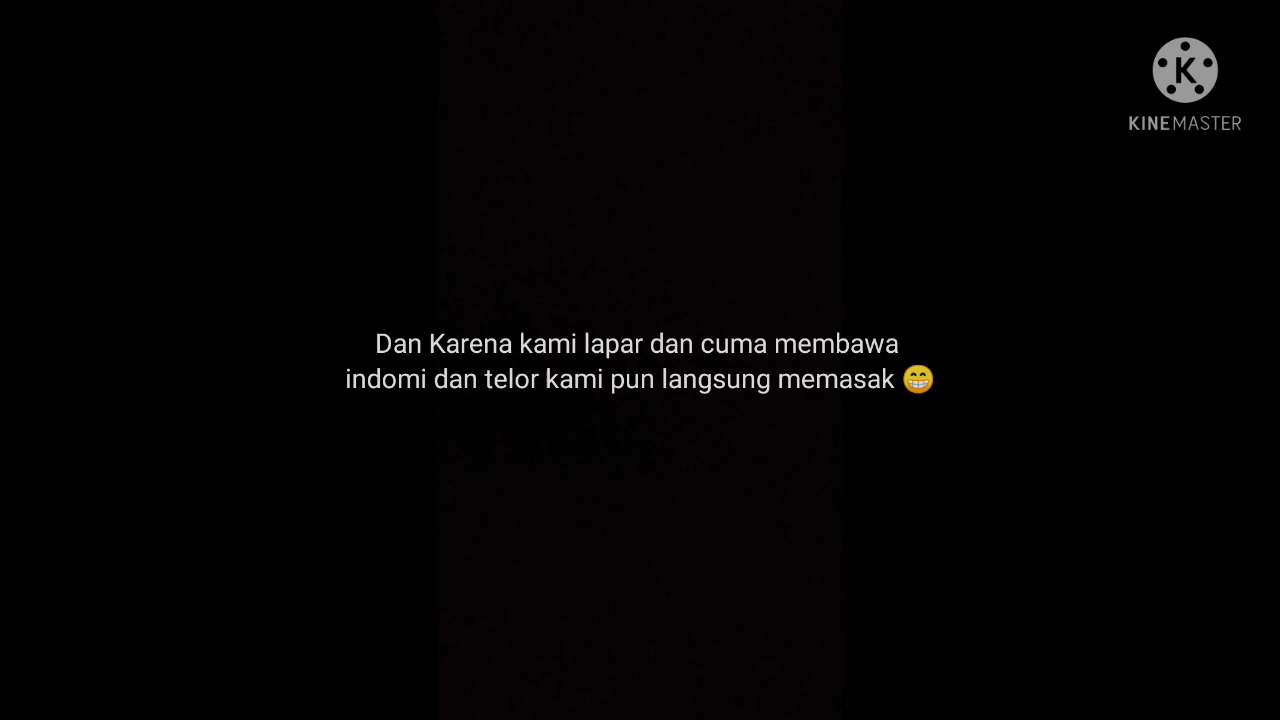 KINEMASTER
Dan Karena kami lapar dan cuma membawa
indomi dan telor kami pun langsung memasak 😁